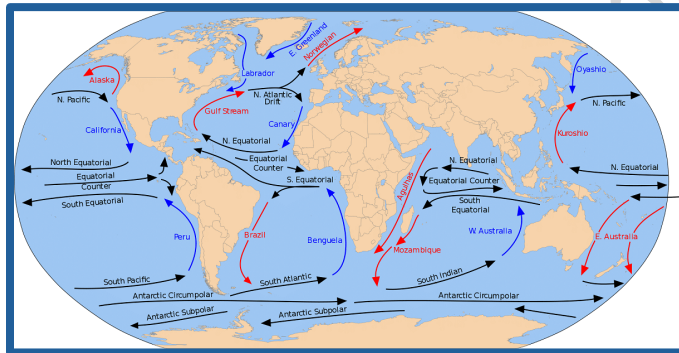 E. Greenland
Norwegian
Labrador
Oyashio
Alaska
N. Pacific
N. Atlantic
Drift
N. Pacific
Gulf Stream
Canary
California
Kuroshio
N. Equatorial
North Equatorial
Equatorial
Counter
N. Equatorial
N. Equatorial
Equatorial
Counter
Equatorial Counter
S. Equatorial
South Equatorial
South
Equatorial
Agulhas
Peru
Brazil
Benguela
Mozambique
W. Australia
E. Australia
South Pacific
South Atlantic
South Indian
Antarctic Circumpolar
Antarctic Circumpolar
Antarctic Subpolar
Antarctic Subpolar